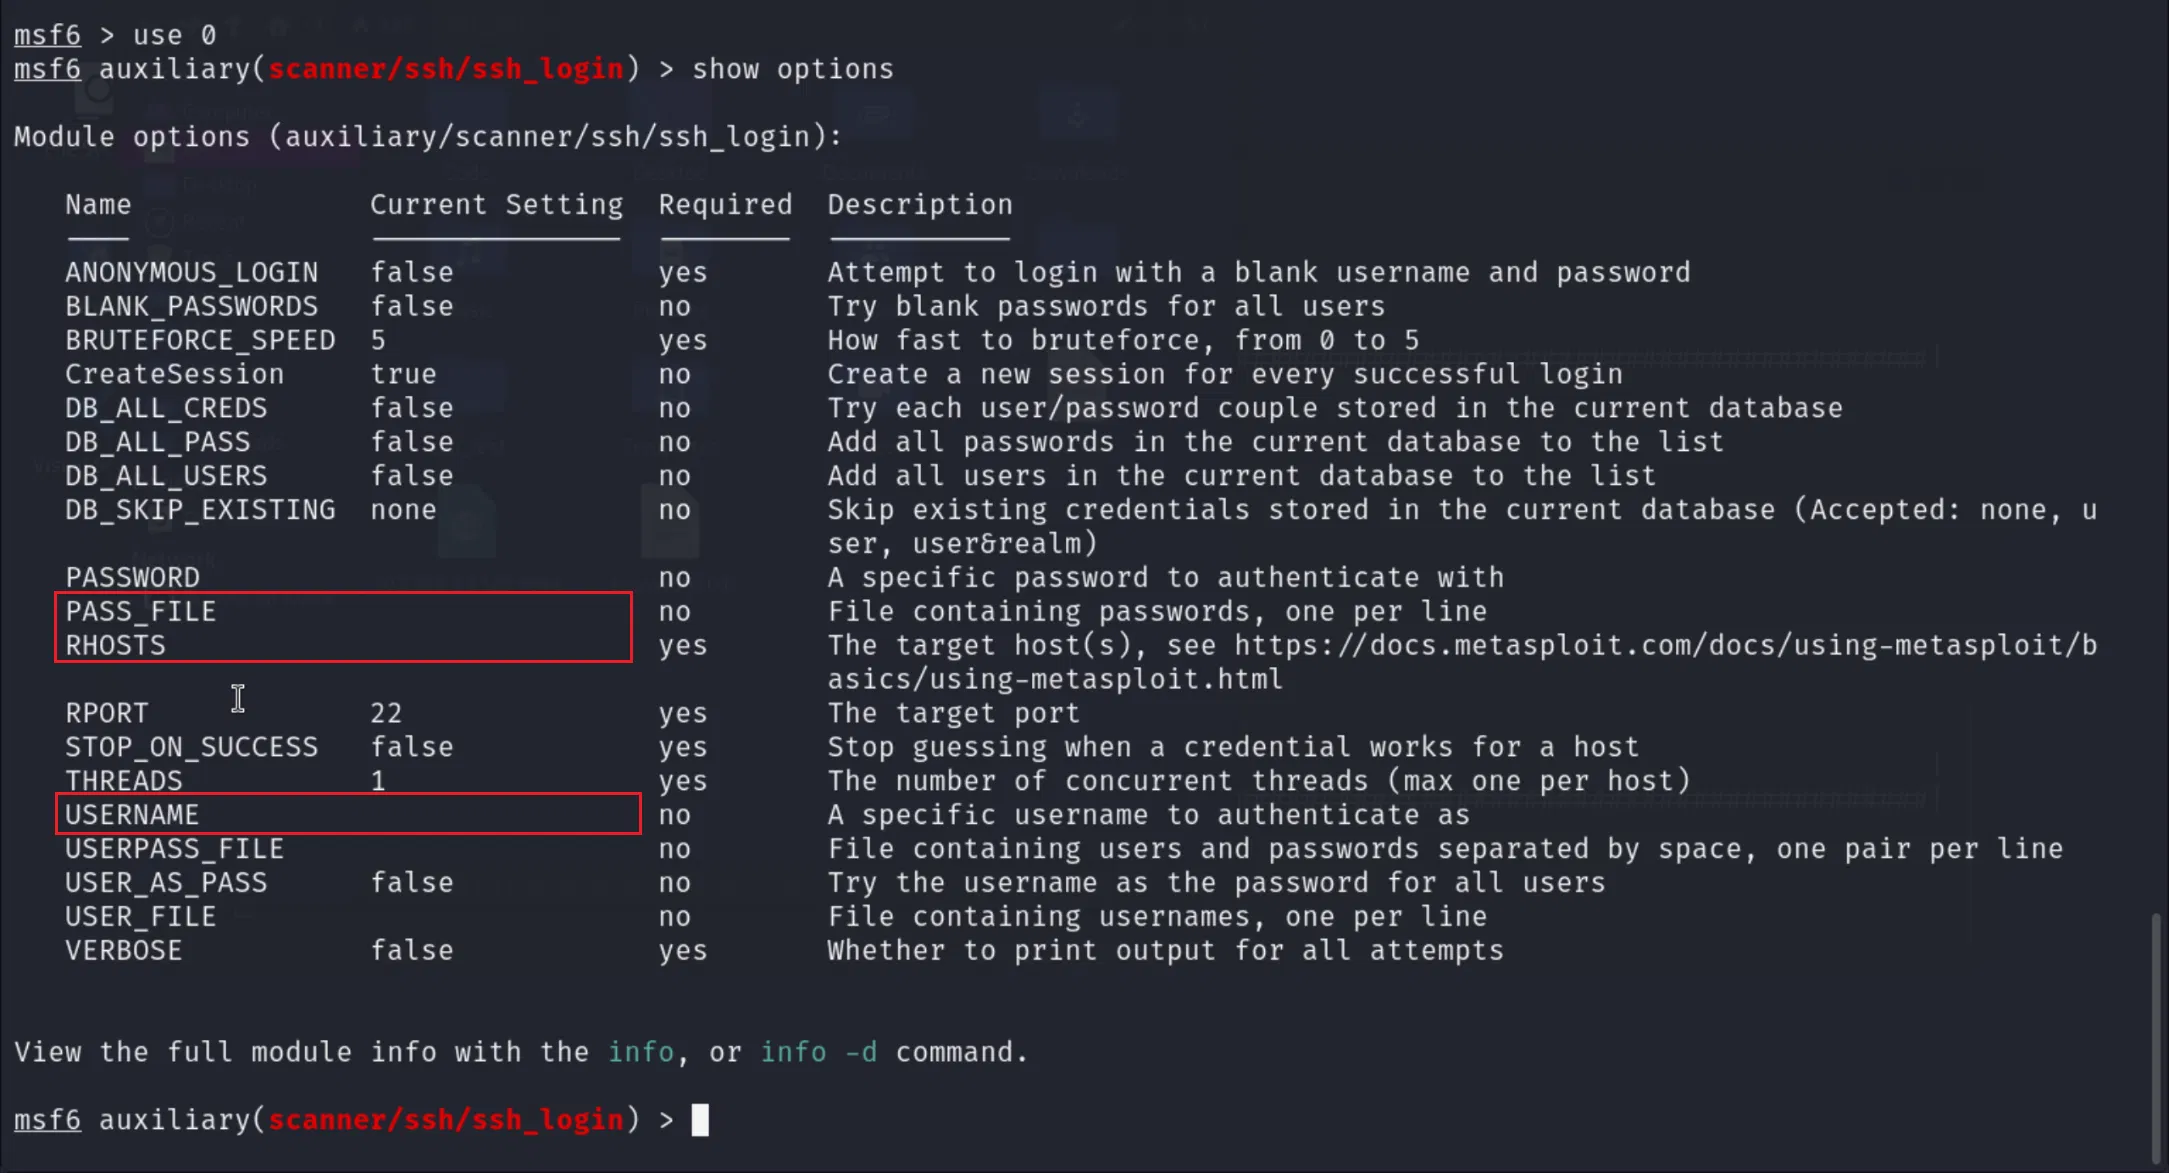 msf6 > use 0
msf6 auxiliary(scanner/ssh/ssh_login) > show options
Module options (auxiliary/scanner/ssh/ssh_login):
Name Current Setting Required Description
ANONYMOUS_LOGIN false yes Attempt to login with a blank username and password
BLANK_PASSWORDS false no Try blank passwords for all users
BRUTEFORCE_SPEED 5 yes How fast to bruteforce, from 0 to 5
CreateSession true no Create a new session for every successful login
DB_ALL_CREDS false no Try each user/password couple stored in the current database
DB_ALL_PASS false no Add all passwords in the current database to the list
DB_ALL_USERS false no Add all users in the current database to the list
DB_SKIP_EXISTING none no Skip existing credentials stored in the current database (Accepted: none, u
ser, user&realm)
PASSWORD no A specific password to authenticate with
PASS_FILE no File containing passwords, one per line
RHOSTS yes The target host(s), see https://docs.metasploit.com/docs/using-metasploit/b
asics/using-metasploit.html
RPORT 22 yes The target port
STOP_ON_SUCCESS false yes Stop guessing when a credential works for a host
THREADS 1 yes The number of concurrent threads (max one per host)
USERNAME no A specific username to authenticate as
USERPASS_FILE no File containing users and passwords separated by space, one pair per line
USER_AS_PASS false no Try the username as the password for all users
USER_FILE no File containing usernames, one per line
VERBOSE false yes Whether to print output for all attempts
View the full module info with the info, or info -d command.
msf6 auxiliary(scanner/ssh/ssh_login) >